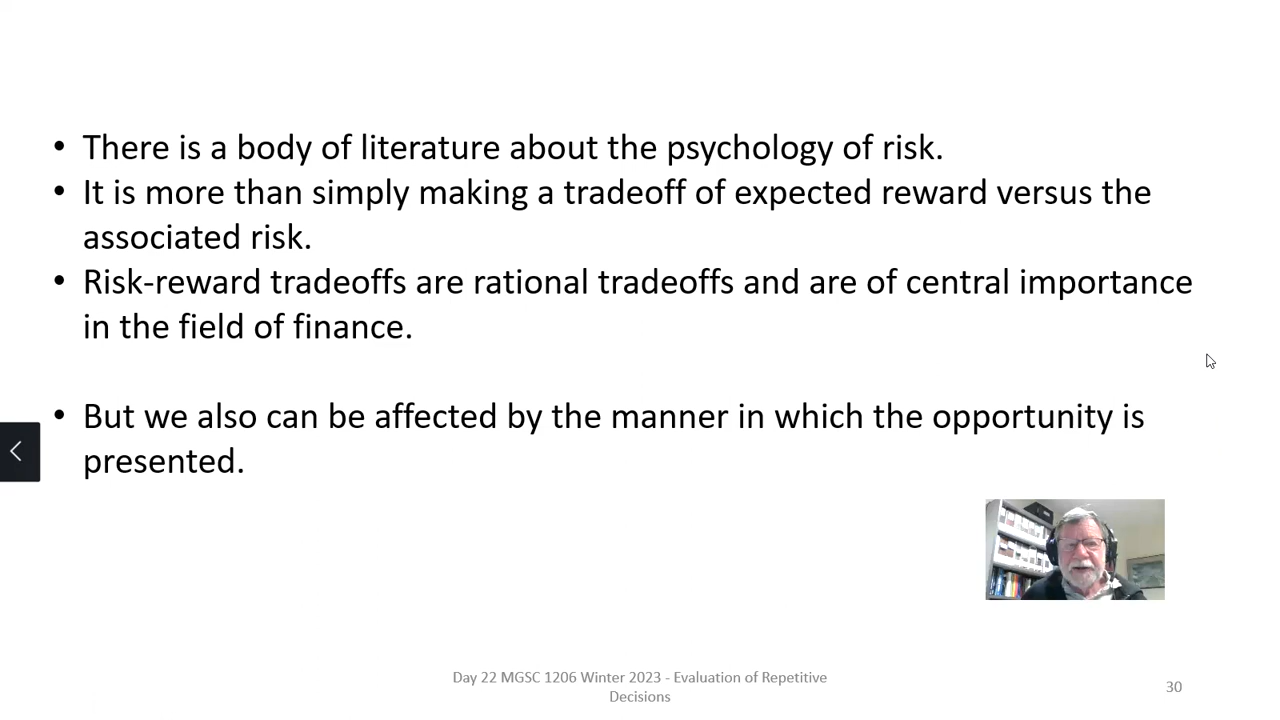 • There is a body of literature about the psychology of risk.
• It is more than simply making a tradeoff of expected reward versus the
associated risk.
• Risk-reward tradeoffs are rational tradeoffs and are of central importance
in the field of finance.
• But we also can be affected by the manner in which the opportunity is
presented.
Day 22 MGSC 1206 Winter 2023 - Evaluation of Repetitive
Decisions
30